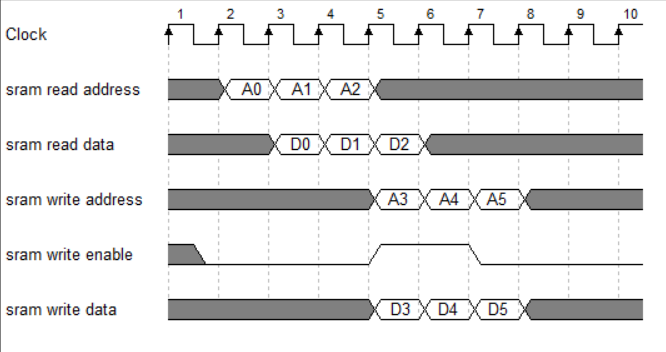 1 2 3 4 5 6 7 8 9 10
Clock
sram read address A0 A1 A2
sram read data D0 D1 D2
sram write address A3 A4 A5
sram write enable
sram write data D3 D4 D5